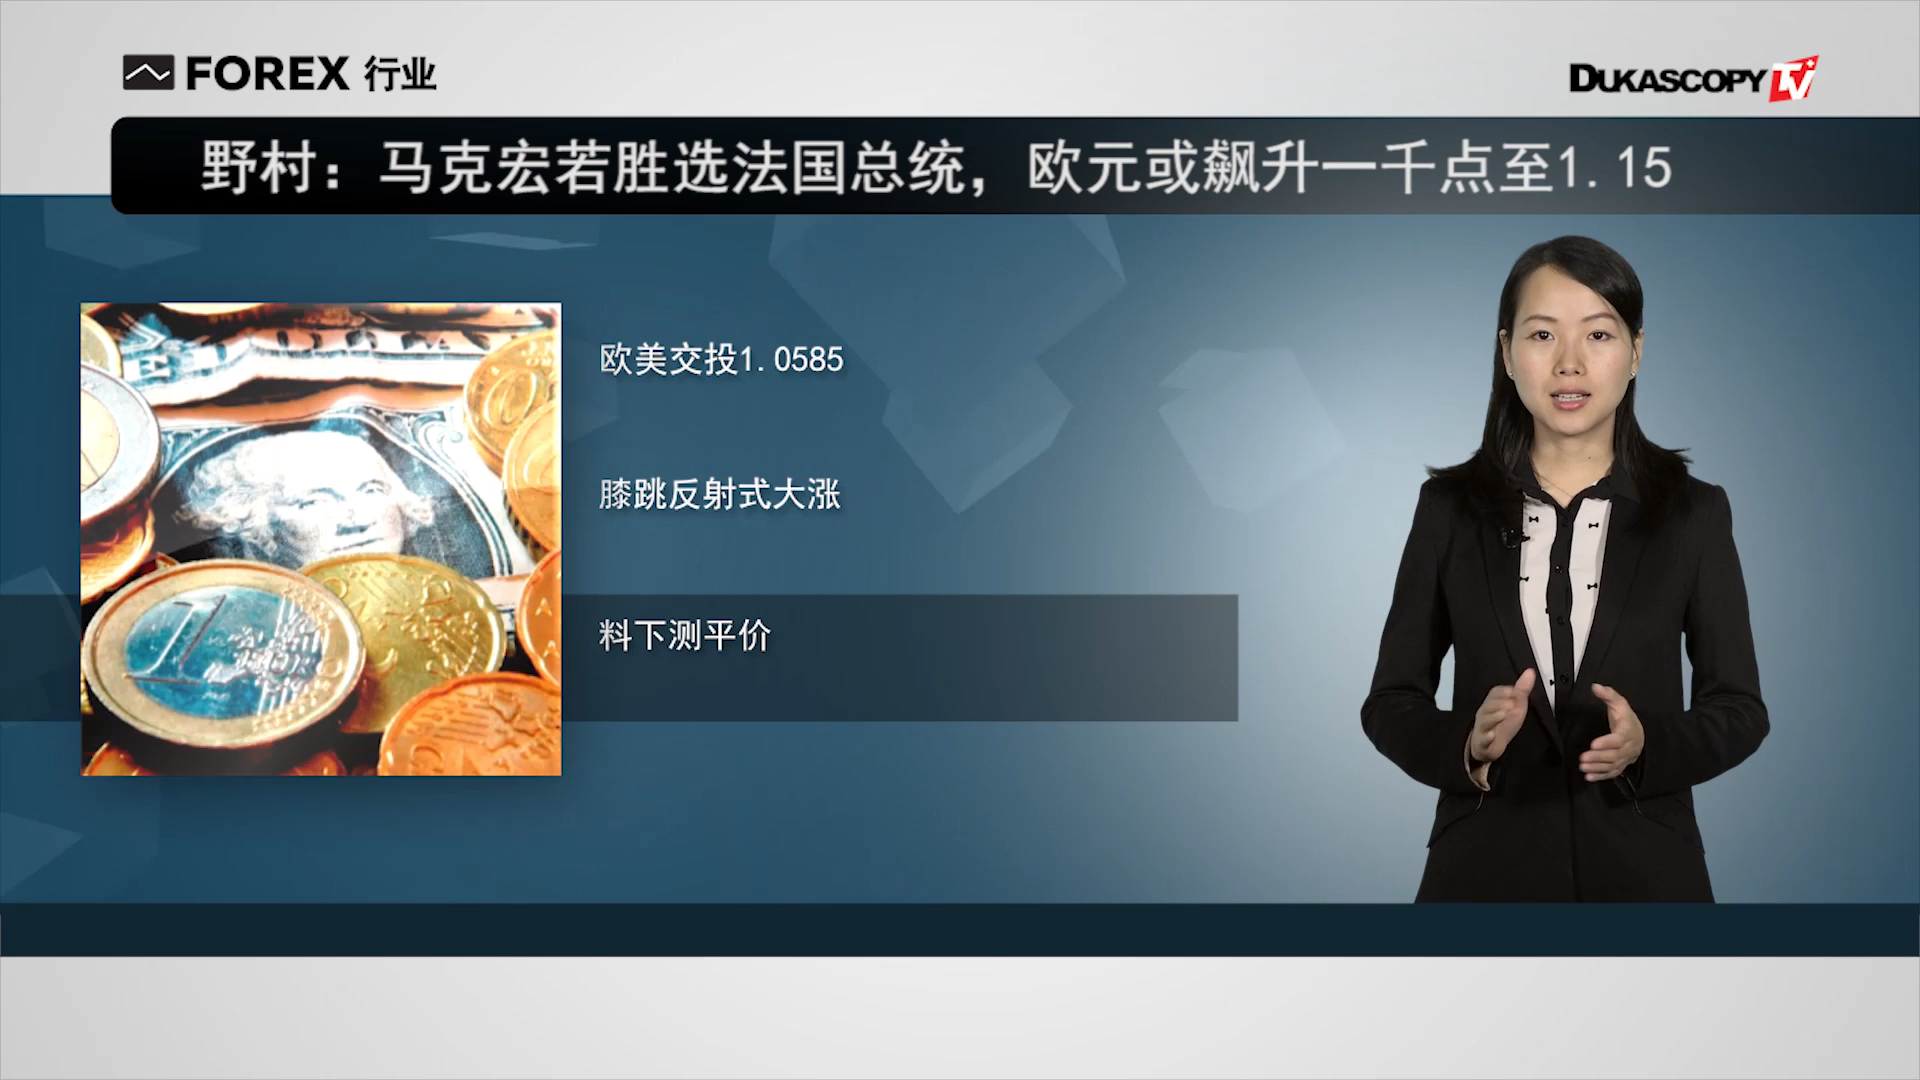 FOREX 行业
DUKASCOPY TV
野村：马克宏若胜选法国总统，欧元或飙升一千点至1.15
欧美交投1.0585
膝跳反射式大涨
料下测平价